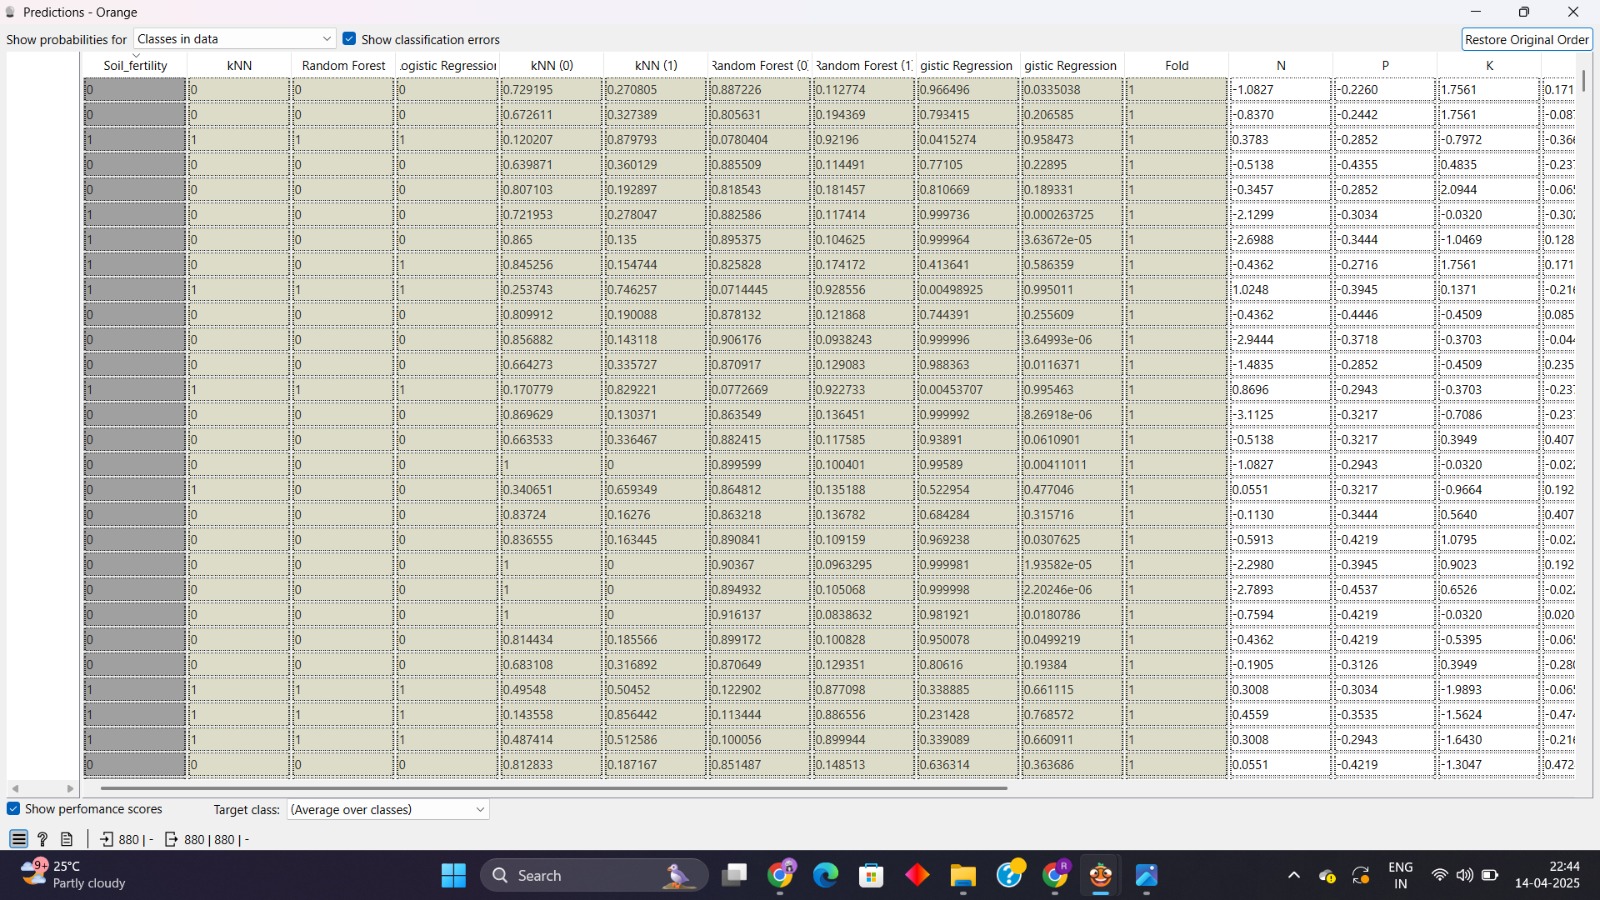 Predictions - Orange
Show probabilities for Classes in data Show classification errors Restore Original Order
Soil_fertility kNN Random Forest ogistic Regression kNN (0) kNN (1) Random Forest (0) Random Forest (1) gistic Regression gistic Regression Fold N P K
0 0 0 0 0.729195 0.270805 0.887226 0.112774 0.966496 0.0335038 1 -1.0827 -0.2260 1.7561 0.171
0 0 0 0 0.672611 0.327389 0.805631 0.194369 0.793415 0.206585 1 -0.8370 -0.2442 1.7561 -0.08
1 1 1 1 0.120207 0.879793 0.0780404 0.92196 0.0415274 0.958473 1 0.3783 -0.2852 -0.7972 -0.36
0 0 0 0 0.639871 0.360129 0.885509 0.114491 0.77105 0.22895 1 -0.5138 -0.4355 0.4835 -0.23
0 0 0 0 0.807103 0.192897 0.818543 0.181457 0.810669 0.189331 1 -0.3457 -0.2852 2.0944 -0.06
1 0 0 0 0.721953 0.278047 0.882586 0.117414 0.999736 0.000263725 1 -2.1299 -0.3034 -0.0320 -0.30
1 0 0 0 0.865 0.135 0.895375 0.104625 0.999964 3.63672e-05 1 -2.6988 -0.3444 -1.0469 0.128
1 0 0 1 0.845256 0.154744 0.825828 0.174172 0.413641 0.586359 1 -0.4362 -0.2716 1.7561 0.171
1 1 1 1 0.253743 0.746257 0.0714445 0.928556 0.00498925 0.995011 1 1.0248 -0.3945 0.1371 -0.21
0 0 0 0 0.809912 0.190088 0.878132 0.121868 0.744391 0.255609 1 -0.4362 -0.4446 -0.4509 0.085
0 0 0 0 0.856882 0.143118 0.906176 0.0938243 0.999996 3.64993e-06 1 -2.9444 -0.3718 -0.3703 -0.04
0 0 0 0 0.664273 0.335727 0.870917 0.129083 0.988363 0.0116371 1 -1.4835 -0.2852 -0.4509 0.235
1 1 1 1 0.170779 0.829221 0.0772669 0.922733 0.00453707 0.995463 1 0.8696 -0.2943 -0.3703 -0.23
0 0 0 0 0.869629 0.130371 0.863549 0.136451 0.999992 8.26918e-06 1 -3.1125 -0.3217 -0.7086 -0.23
0 0 0 0 0.663533 0.336467 0.882415 0.117585 0.93891 0.0610901 1 -0.5138 -0.3217 0.3949 0.407
0 0 0 0 1 0 0.899599 0.100401 0.99589 0.00411011 1 -1.0827 -0.2943 -0.0320 -0.02
0 1 0 0 0.340651 0.659349 0.864812 0.135188 0.522954 0.477046 1 0.0551 -0.3217 -0.9664 0.192
0 0 0 0 0.83724 0.16276 0.863218 0.136782 0.684284 0.315716 1 -0.1130 -0.3444 0.5640 0.407
0 0 0 0 0.836555 0.163445 0.890841 0.109159 0.969238 0.0307625 1 -0.5913 -0.4219 1.0795 -0.02
0 0 0 0 1 0 0.90367 0.0963295 0.999981 1.93582e-05 1 -2.2980 -0.3945 0.9023 0.192
0 0 0 0 1 0 0.894932 0.105068 0.999998 2.20246e-06 1 -2.7893 -0.4537 0.6526 -0.02
0 0 0 0 1 0 0.916137 0.0838632 0.981921 0.0180786 1 -0.7594 -0.4219 -0.0320 0.020
0 0 0 0 0.814434 0.185566 0.899172 0.100828 0.950078 0.0499219 1 -0.4362 -0.4219 -0.5395 -0.06
0 0 0 0 0.683108 0.316892 0.870649 0.129351 0.80616 0.19384 1 -0.1905 -0.3126 0.3949 -0.28
1 1 1 1 0.49548 0.50452 0.122902 0.877098 0.338885 0.661115 1 0.3008 -0.3034 -1.9893 -0.06
1 1 1 1 0.143558 0.856442 0.113444 0.886556 0.231428 0.768572 1 0.4559 -0.3535 -1.5624 -0.47
1 1 1 1 0.487414 0.512586 0.100056 0.899944 0.339089 0.660911 1 0.3008 -0.2943 -1.6430 -0.21
0 0 0 0 0.812833 0.187167 0.851487 0.148513 0.636314 0.363686 1 0.0551 -0.4219 -1.3047 0.472
Show perfomance scores Target class: (Average over classes)
? 880 | - 880 | 880 | -
9+ 25°C
Partly cloudy
Search
R
ENG
IN
22:44
14-04-2025